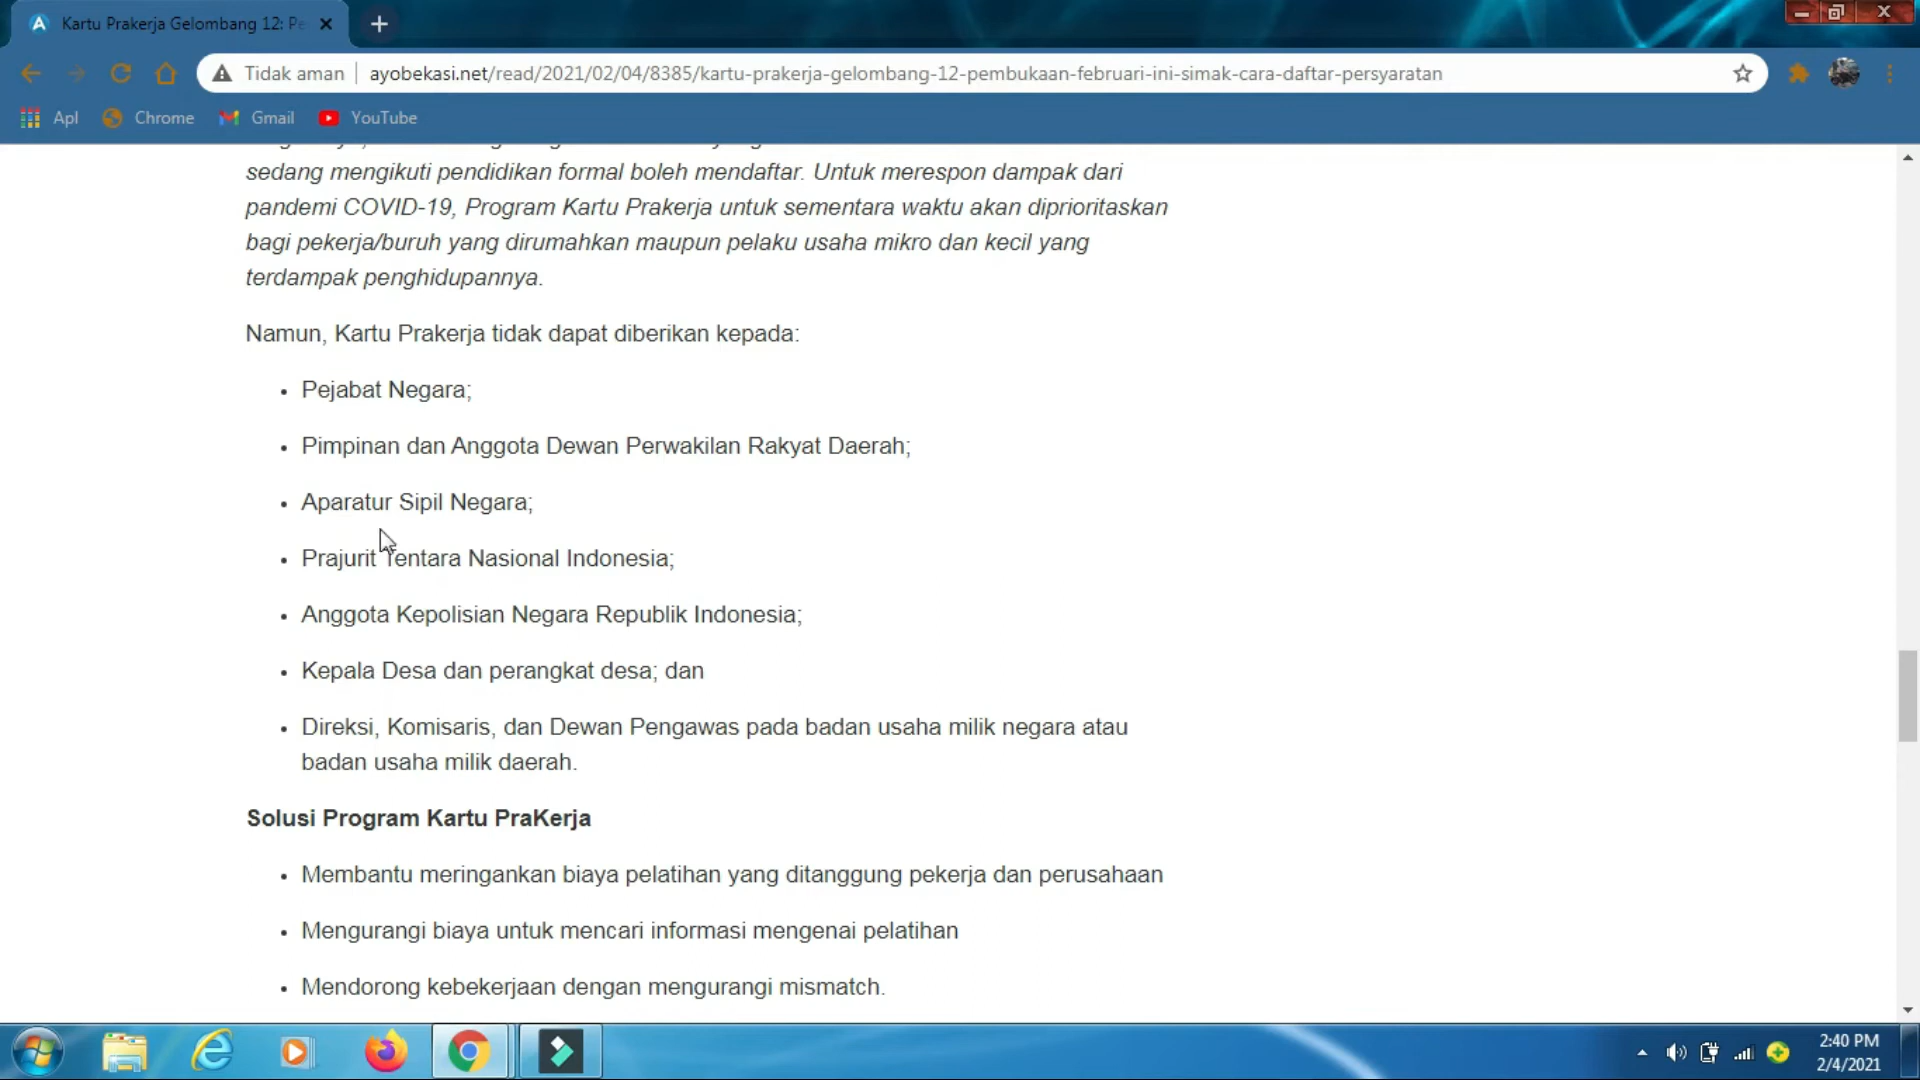 Kartu Prakerja Gelombang 12: Pe
Tidak aman
ayobekasi.net/read/2021/02/04/8385/kartu-prakerja-gelombang-12-pembukaan-februari-ini-simak-cara-daftar-persyaratan
Apl
Chrome
Gmail
YouTube
sedang mengikuti pendidikan formal boleh mendaftar. Untuk merespon dampak dari
pandemi COVID-19, Program Kartu Prakerja untuk sementara waktu akan diprioritaskan
bagi pekerja/buruh yang dirumahkan maupun pelaku usaha mikro dan kecil yang
terdampak penghidupannya.
Namun, Kartu Prakerja tidak dapat diberikan kepada:
• Pejabat Negara;
• Pimpinan dan Anggota Dewan Perwakilan Rakyat Daerah;
• Aparatur Sipil Negara;
• Prajurit Tentara Nasional Indonesia;
• Anggota Kepolisian Negara Republik Indonesia;
• Kepala Desa dan perangkat desa; dan
• Direksi, Komisaris, dan Dewan Pengawas pada badan usaha milik negara atau
badan usaha milik daerah.
Solusi Program Kartu PraKerja
• Membantu meringankan biaya pelatihan yang ditanggung pekerja dan perusahaan
• Mengurangi biaya untuk mencari informasi mengenai pelatihan
• Mendorong kebekerjaan dengan mengurangi mismatch.
2:40 PM
2/4/2021